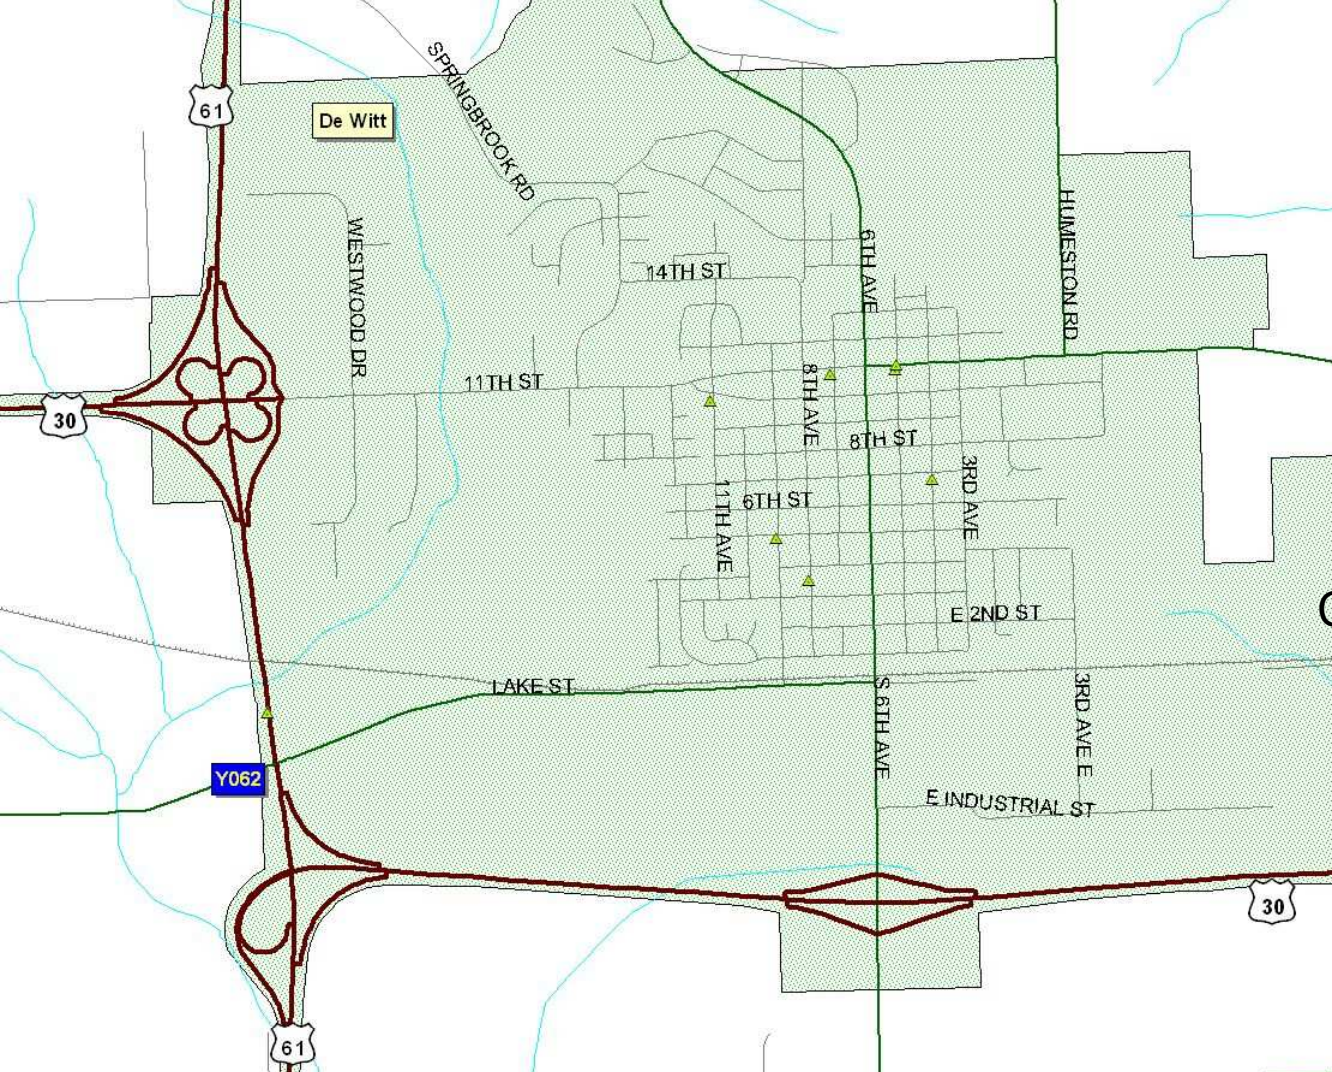 61
De Witt
SPRINGBROOK RD
WESTWOOD DR
14TH ST
6TH AVE
HUMESTON RD
11TH ST
8TH AVE
30
8TH ST
3RD AVE
11TH AVE
6TH ST
E 2ND ST
LAKE ST
S 6TH AVE
3RD AVE E
Y062
E INDUSTRIAL ST
30
61